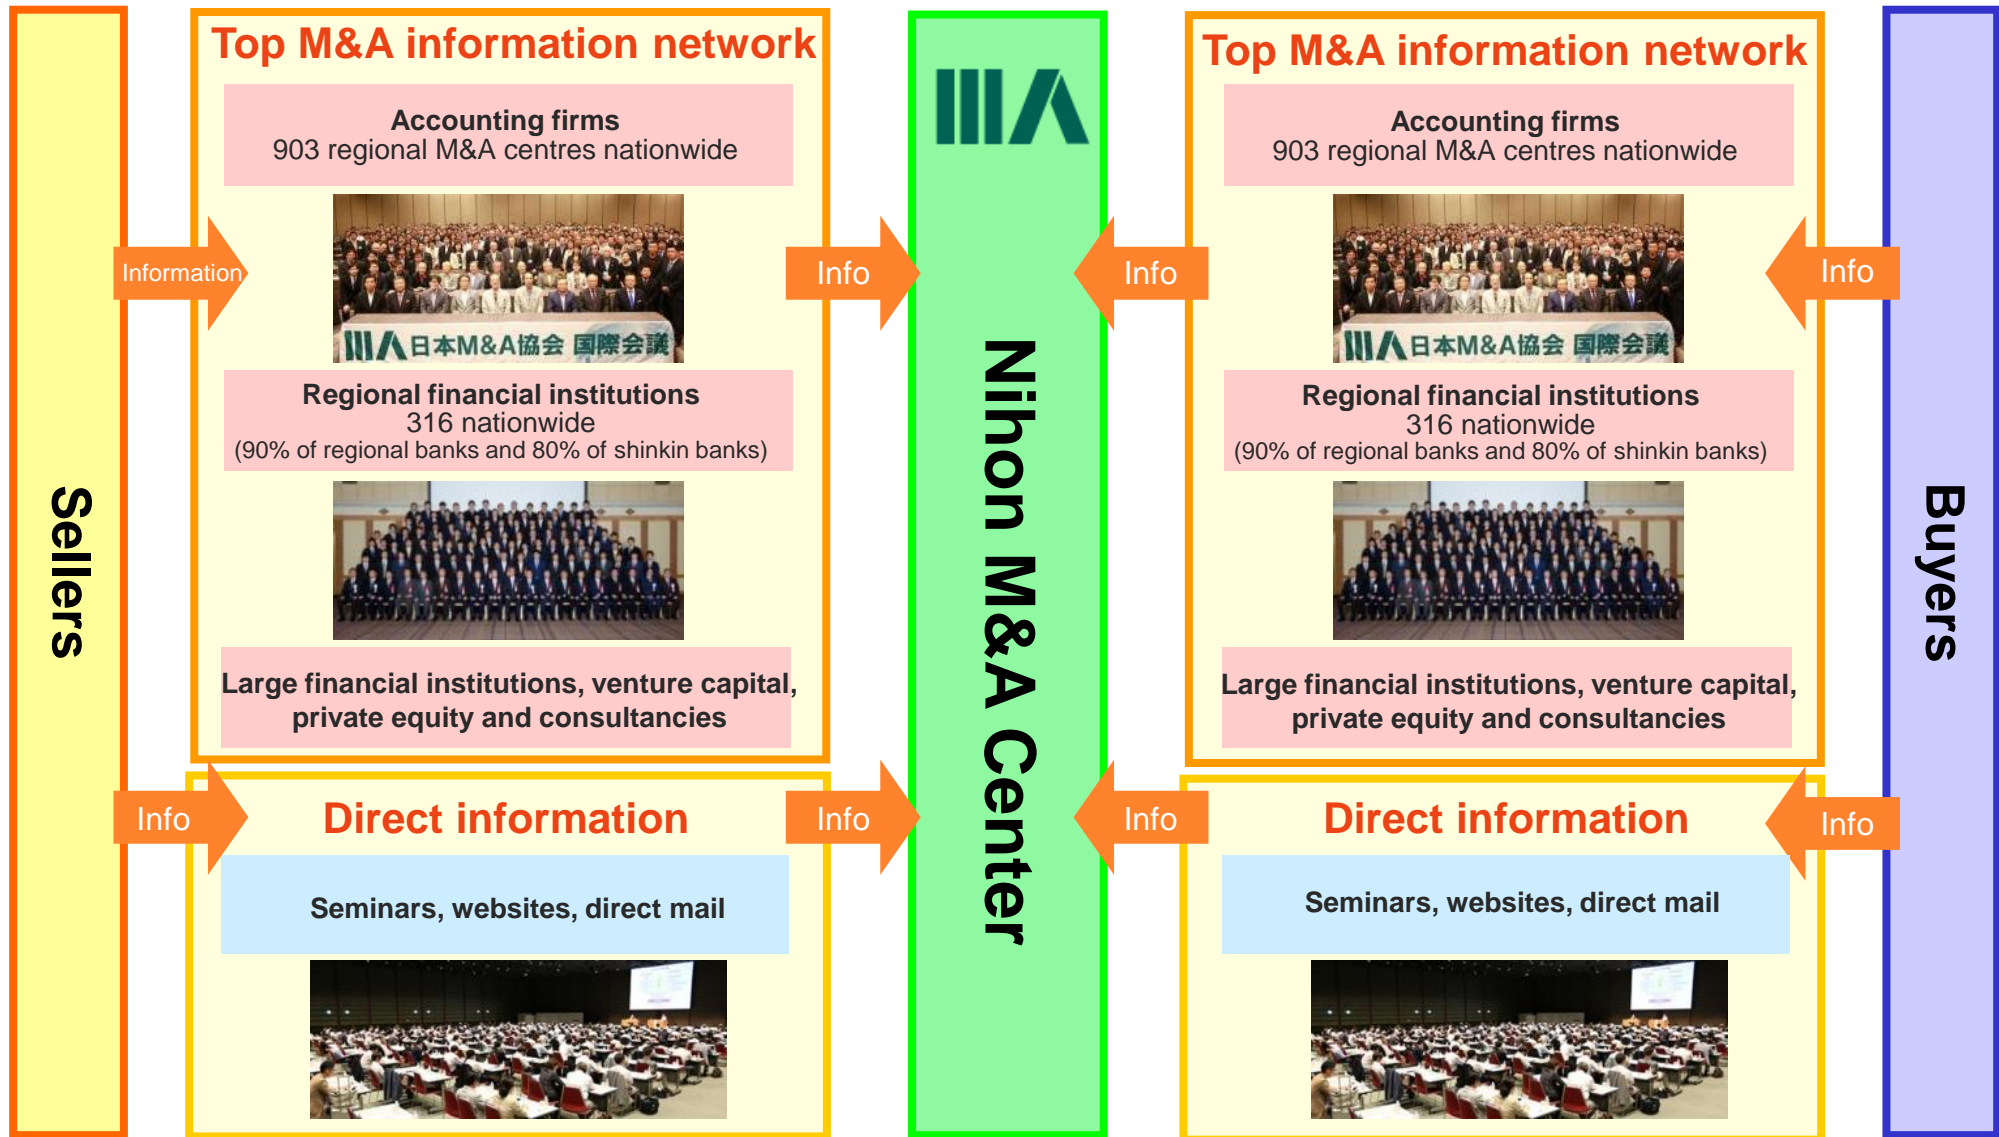 Sellers
Top M&A information network
Accounting firms
903 regional M&A centres nationwide
Information
日本M&A協会 国際会議
Regional financial institutions
316 nationwide
(90% of regional banks and 80% of shinkin banks)
Large financial institutions, venture capital,
private equity and consultancies
Info
Direct information
Seminars, websites, direct mail
Info
Info
Nihon M&A Center
Info
Info
Top M&A information network
Accounting firms
903 regional M&A centres nationwide
日本M&A協会 国際会議
Regional financial institutions
316 nationwide
(90% of regional banks and 80% of shinkin banks)
Large financial institutions, venture capital,
private equity and consultancies
Direct information
Seminars, websites, direct mail
Info
Info
Buyers